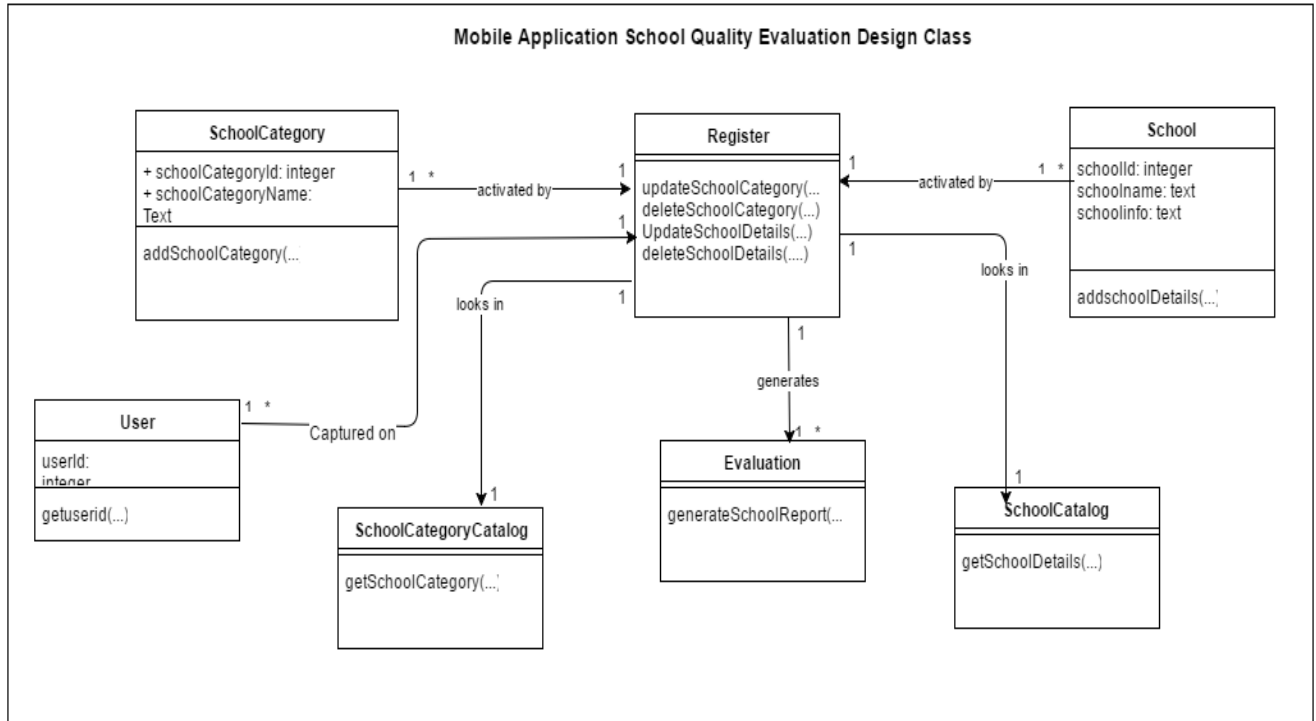 Mobile Application School Quality Evaluation Design Class
SchoolCategory
+ schoolCategoryId: integer
+ schoolCategoryName:
Text
addSchoolCategory(...
1 *
activated by
1
Register
updateSchoolCategory(...
deleteSchoolCategory(...)
UpdateSchoolDetails(...)
deleteSchoolDetails(....)
1
activated by
1 *
School
schoolId: integer
schoolname: text
schoolinfo: text
addschoolDetails(...)
1
1
looks in
1
looks in
1
generates
User
userId:
integer
getuserid(...)
1 *
Captured on
1
SchoolCategoryCatalog
getSchoolCategory(...)
1 *
Evaluation
generateSchoolReport(...
1
SchoolCatalog
getSchoolDetails(...)